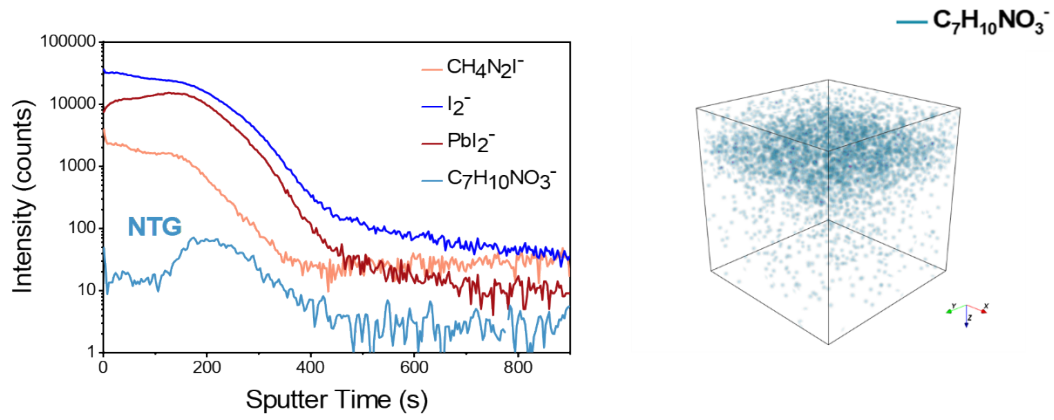 100000
10000
1000
100
10
1
Intensity (counts)
CH₄N₂I⁻
I₂⁻
PbI₂⁻
C₇H₁₀NO₃⁻
NTG
0 200 400 600 800
Sputter Time (s)
C₇H₁₀NO₃⁻
Y X
Z